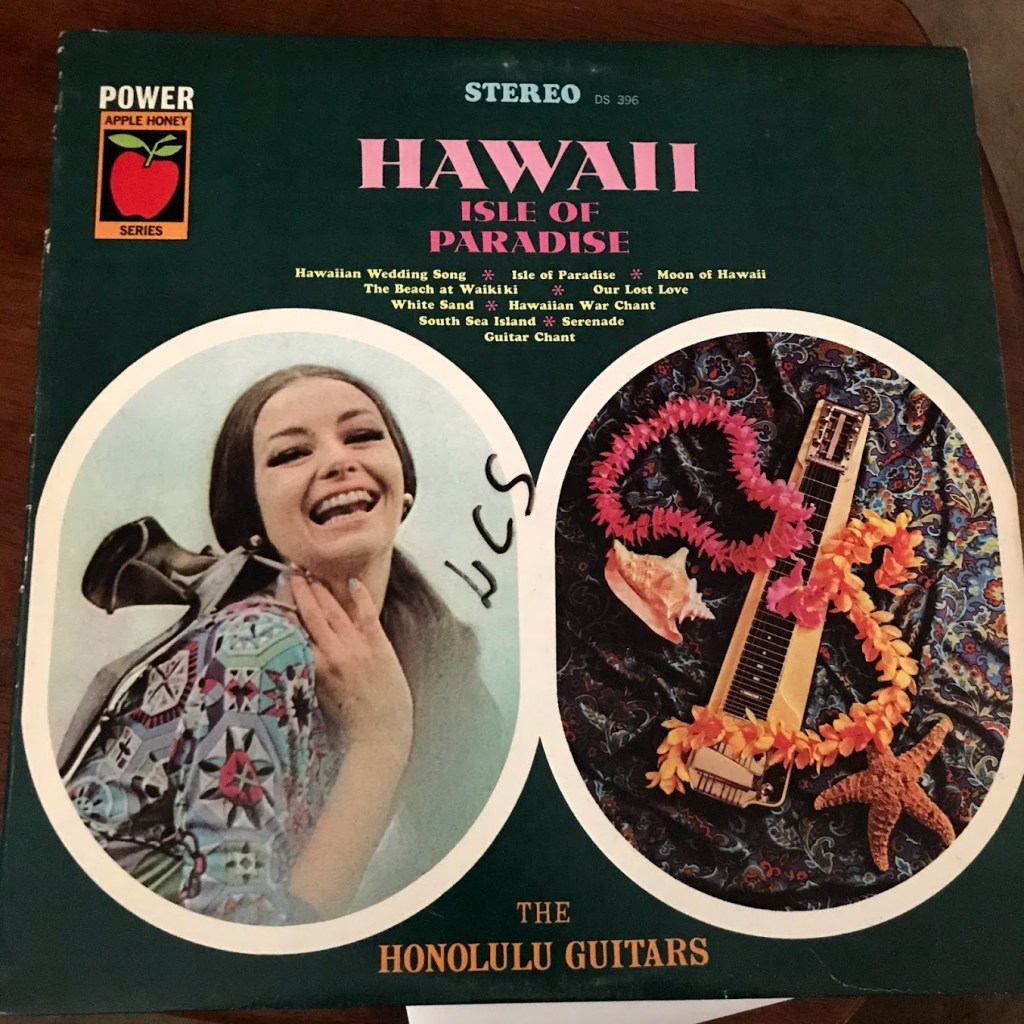 POWER
APPLE HONEY
SERIES
STEREO DS 396
HAWAII
ISLE OF
PARADISE
Hawaiian Wedding Song * Isle of Paradise * Moon of Hawaii
The Beach at Waikiki * Our Lost Love
White Sand * Hawaiian War Chant
South Sea Island * Serenade
Guitar Chant
WCS
THE
HONOLULU GUITARS